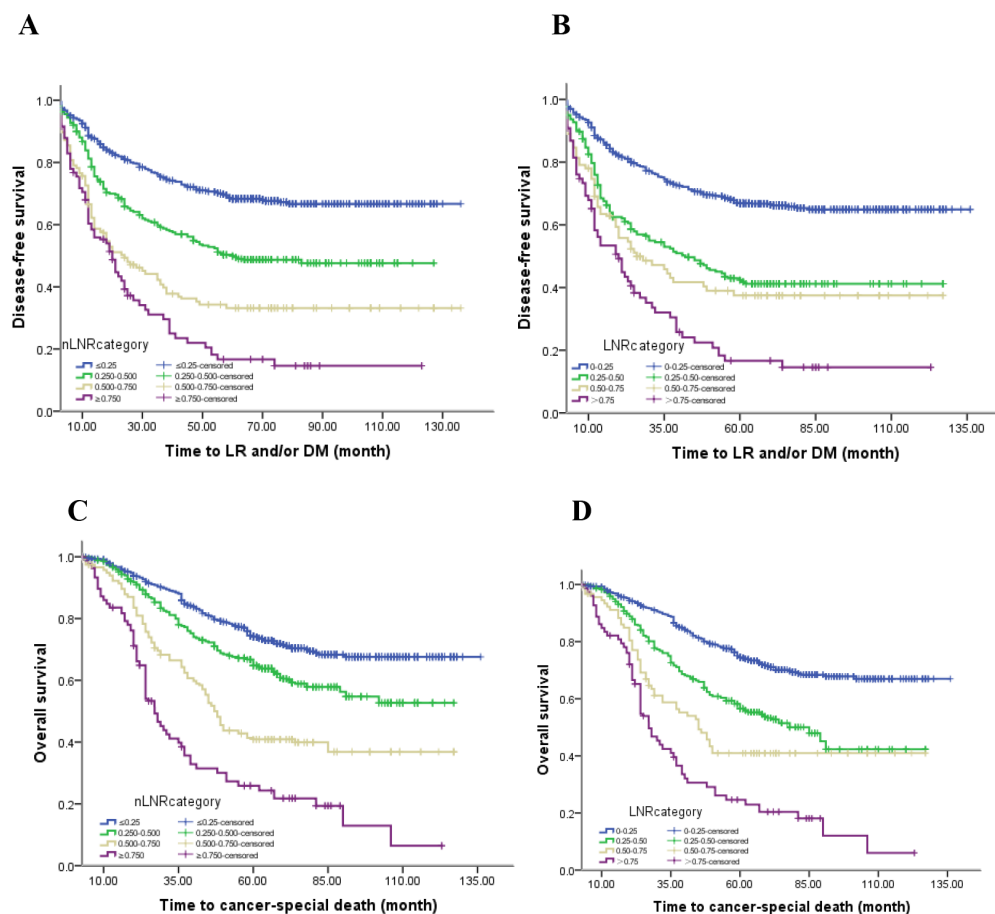 A
1.0
0.8
0.6
0.4
0.2
0.0
Disease-free survival
nLNRcategory
≤0.25
0.250-0.500
0.500-0.750
≥0.750
≤0.25-censored
0.250-0.500-censored
0.500-0.750-censored
≥0.750-censored
10.00 30.00 50.00 70.00 90.00 110.00 130.00
Time to LR and/or DM (month)
B
1.0
0.8
0.6
0.4
0.2
0.0
Disease-free survival
LNRcategory
0-0.25
0.25-0.50
0.50-0.75
>0.75
0-0.25-censored
0.25-0.50-censored
0.50-0.75-censored
>0.75-censored
10.00 35.00 60.00 85.00 110.00 135.00
Time to LR and/or DM (month)
C
1.0
0.8
0.6
0.4
0.2
0.0
Overall survival
nLNRcategory
≤0.25
0.250-0.500
0.500-0.750
≥0.750
≤0.25-censored
0.250-0.500-censored
0.500-0.750-censored
≥0.750-censored
10.00 35.00 60.00 85.00 110.00 135.00
Time to cancer-special death (month)
D
1.0
0.8
0.6
0.4
0.2
0.0
Overall survival
LNRcategory
0-0.25
0.25-0.50
0.50-0.75
>0.75
0-0.25-censored
0.25-0.50-censored
0.50-0.75-censored
>0.75-censored
10.00 35.00 60.00 85.00 110.00 135.00
Time to cancer-special death (month)